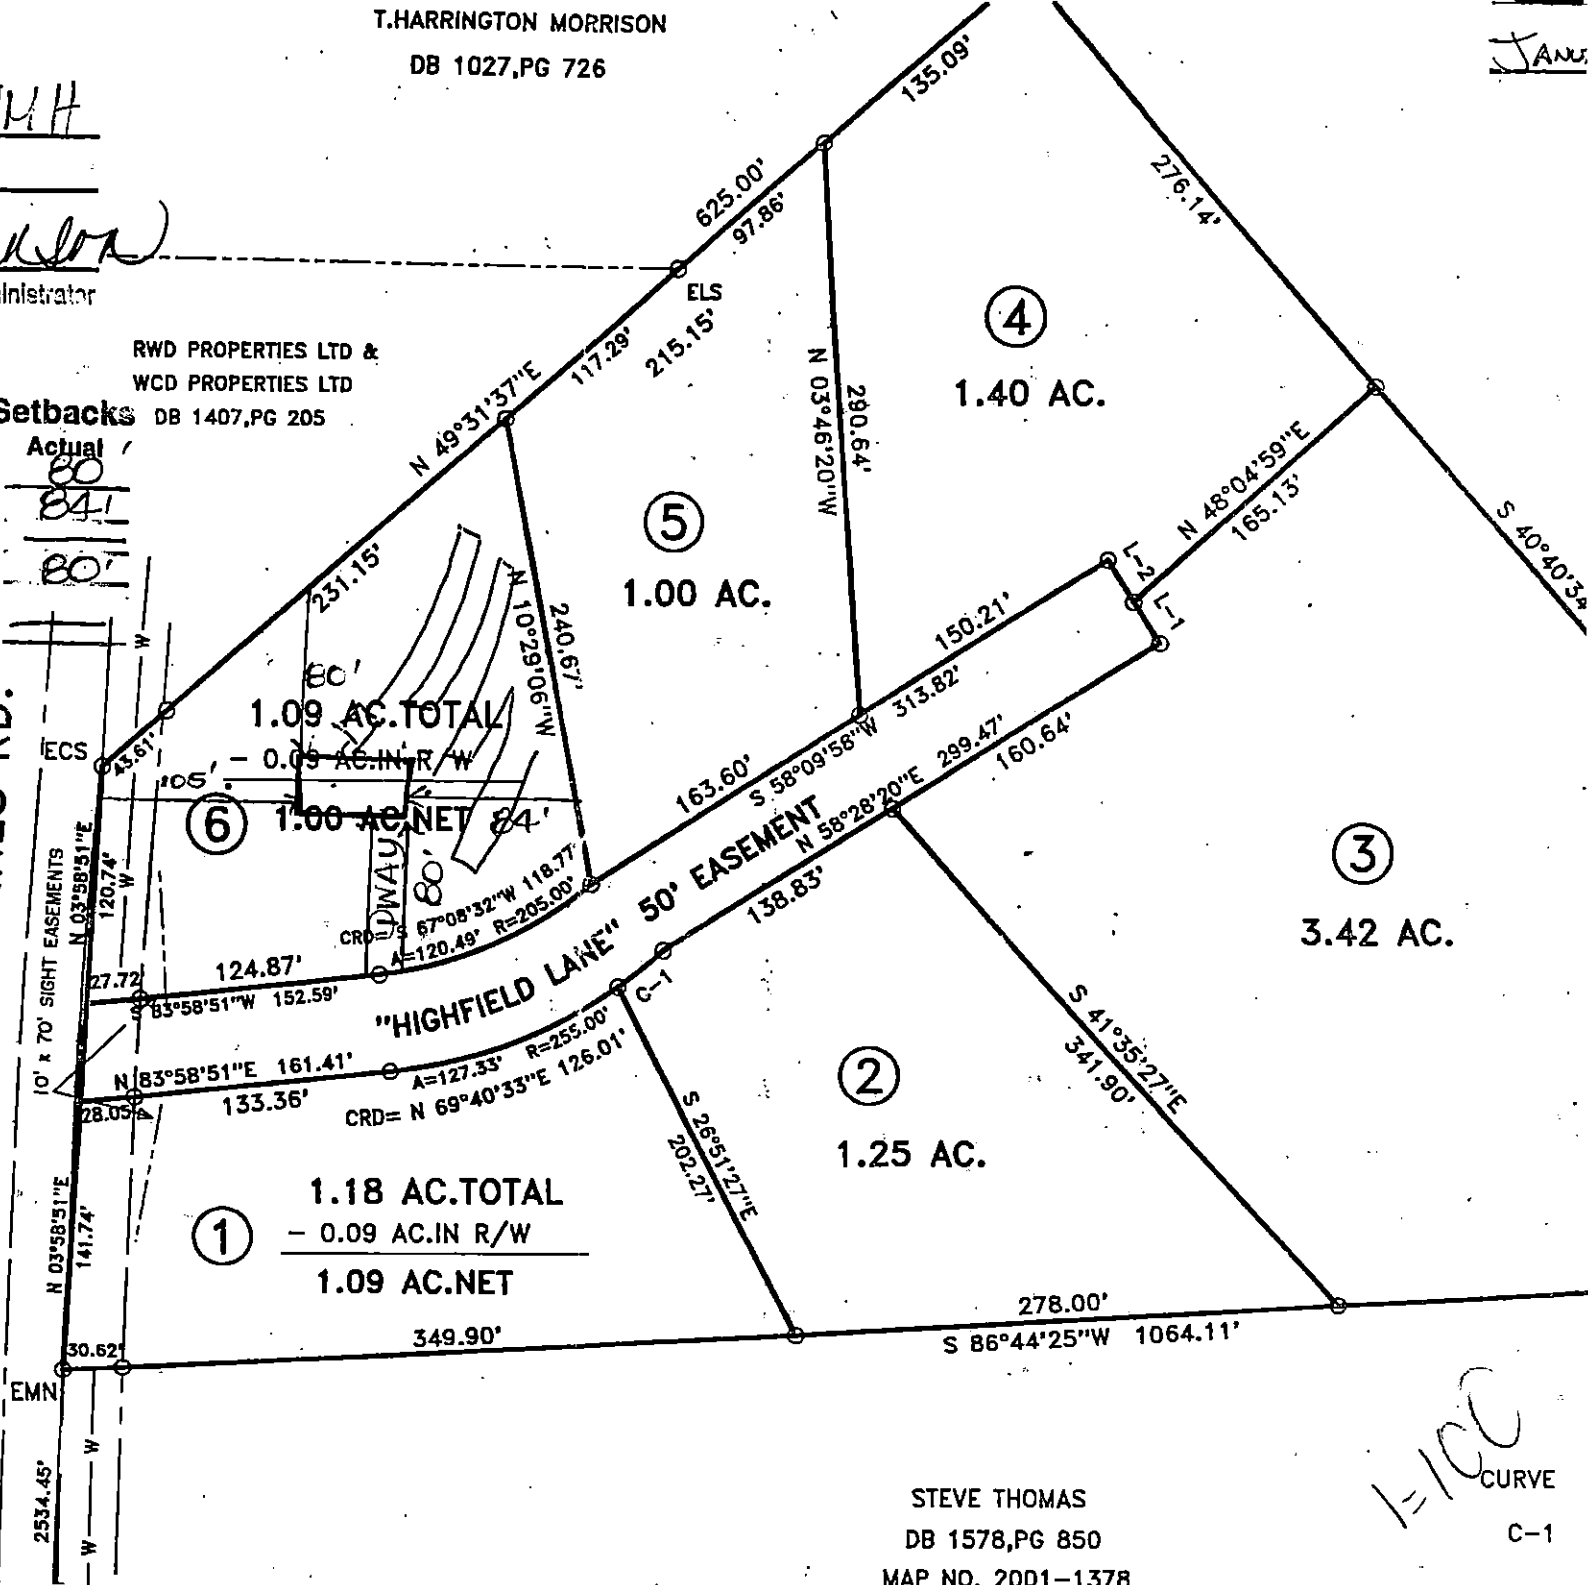 T.HARRINGTON MORRISON
DB 1027,PG 726
MH
inistrator
RWD PROPERTIES LTD &
WCD PROPERTIES LTD
DB 1407,PG 205
Setbacks
Actual
80
84'
80'
RD.
135.09'
625.00'
97.86'
276.14'
ELS
117.29'
215.15'
N 49°31'37"E
231.15'
4
1.40 AC.
N 03°46'20"W
290.64'
5
1.00 AC.
N 48°04'59"E
165.13'
S 40°40'34
L-2
L-1
N 10°29'06"W
240.67'
80'
1.09 AC.TOTAL
- 0.09 AC.IN R/W
1.00 AC.NET
105'
84'
80'
6
ECS
43.61'
N 03°58'51"E
120.74'
W
W
10' x 70' SIGHT EASEMENTS
150.21'
S 58°09'58"W 313.82'
163.60'
N 58°28'20"E 299.47'
160.64'
138.83'
CRD= S 67°08'32"W 118.77'
A=120.49' R=205.00'
"HIGHFIELD LANE" 50' EASEMENT
27.72
124.87'
S 83°58'51"W 152.59'
C-1
N 83°58'51"E 161.41'
28.05
133.36'
A=127.33' R=255.00'
CRD= N 69°40'33"E 126.01'
3
3.42 AC.
S 41°35'27"E
341.90'
2
1.25 AC.
S 26°51'27"E
202.27'
1.18 AC.TOTAL
- 0.09 AC.IN R/W
1.09 AC.NET
1
N 03°58'51"E
141.74'
30.62'
349.90'
278.00'
S 86°44'25"W 1064.11'
EMN
W
W
2534.45'
STEVE THOMAS
DB 1578,PG 850
MAP NO. 2001-1378
CURVE
C-1